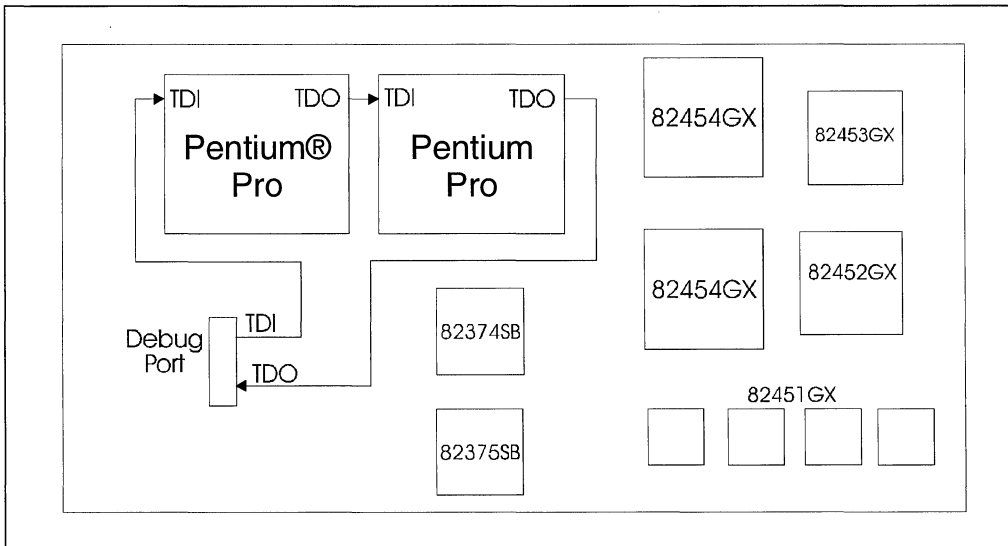 TDI
TDO
Pentium®
Pro
TDI
TDO
Pentium
Pro
82454GX
82453GX
82454GX
82452GX
Debug
Port
TDI
TDO
82374SB
82375SB
82451GX